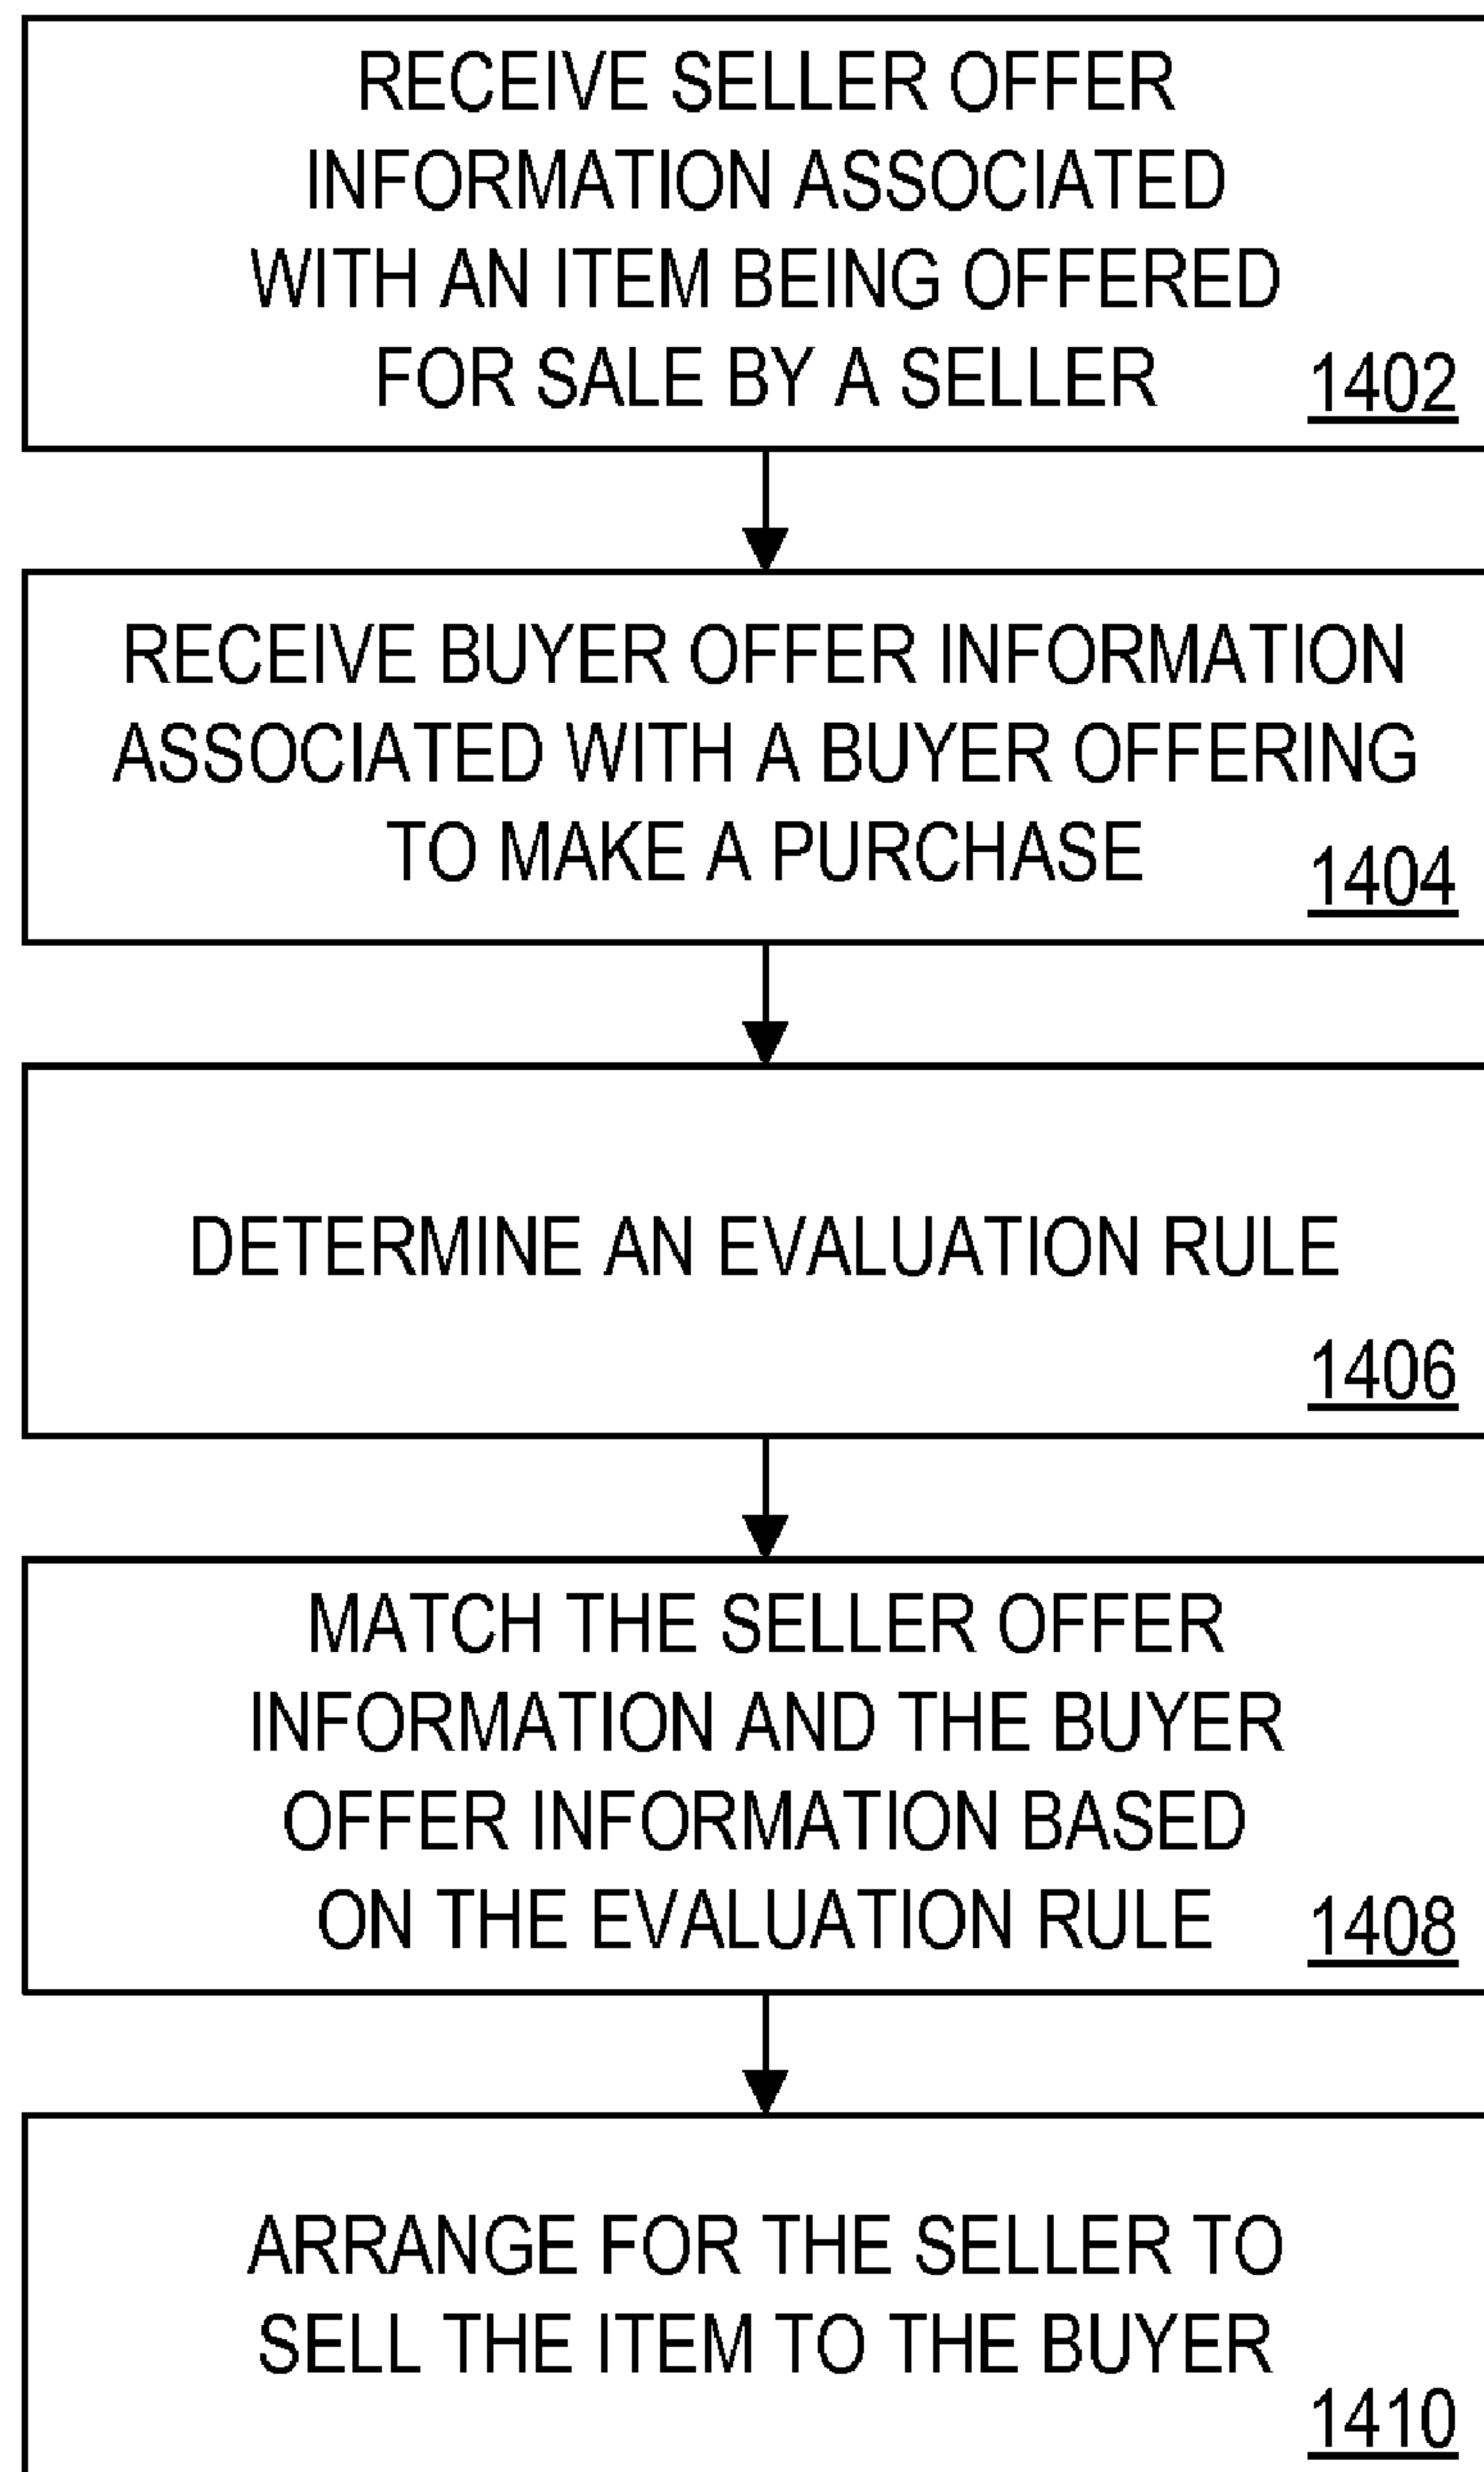 RECEIVE SELLER OFFER
INFORMATION ASSOCIATED
WITH AN ITEM BEING OFFERED
FOR SALE BY A SELLER
1402
RECEIVE BUYER OFFER INFORMATION
ASSOCIATED WITH A BUYER OFFERING
TO MAKE A PURCHASE
1404
DETERMINE AN EVALUATION RULE
1406
MATCH THE SELLER OFFER
INFORMATION AND THE BUYER
OFFER INFORMATION BASED
ON THE EVALUATION RULE
1408
ARRANGE FOR THE SELLER TO
SELL THE ITEM TO THE BUYER
1410